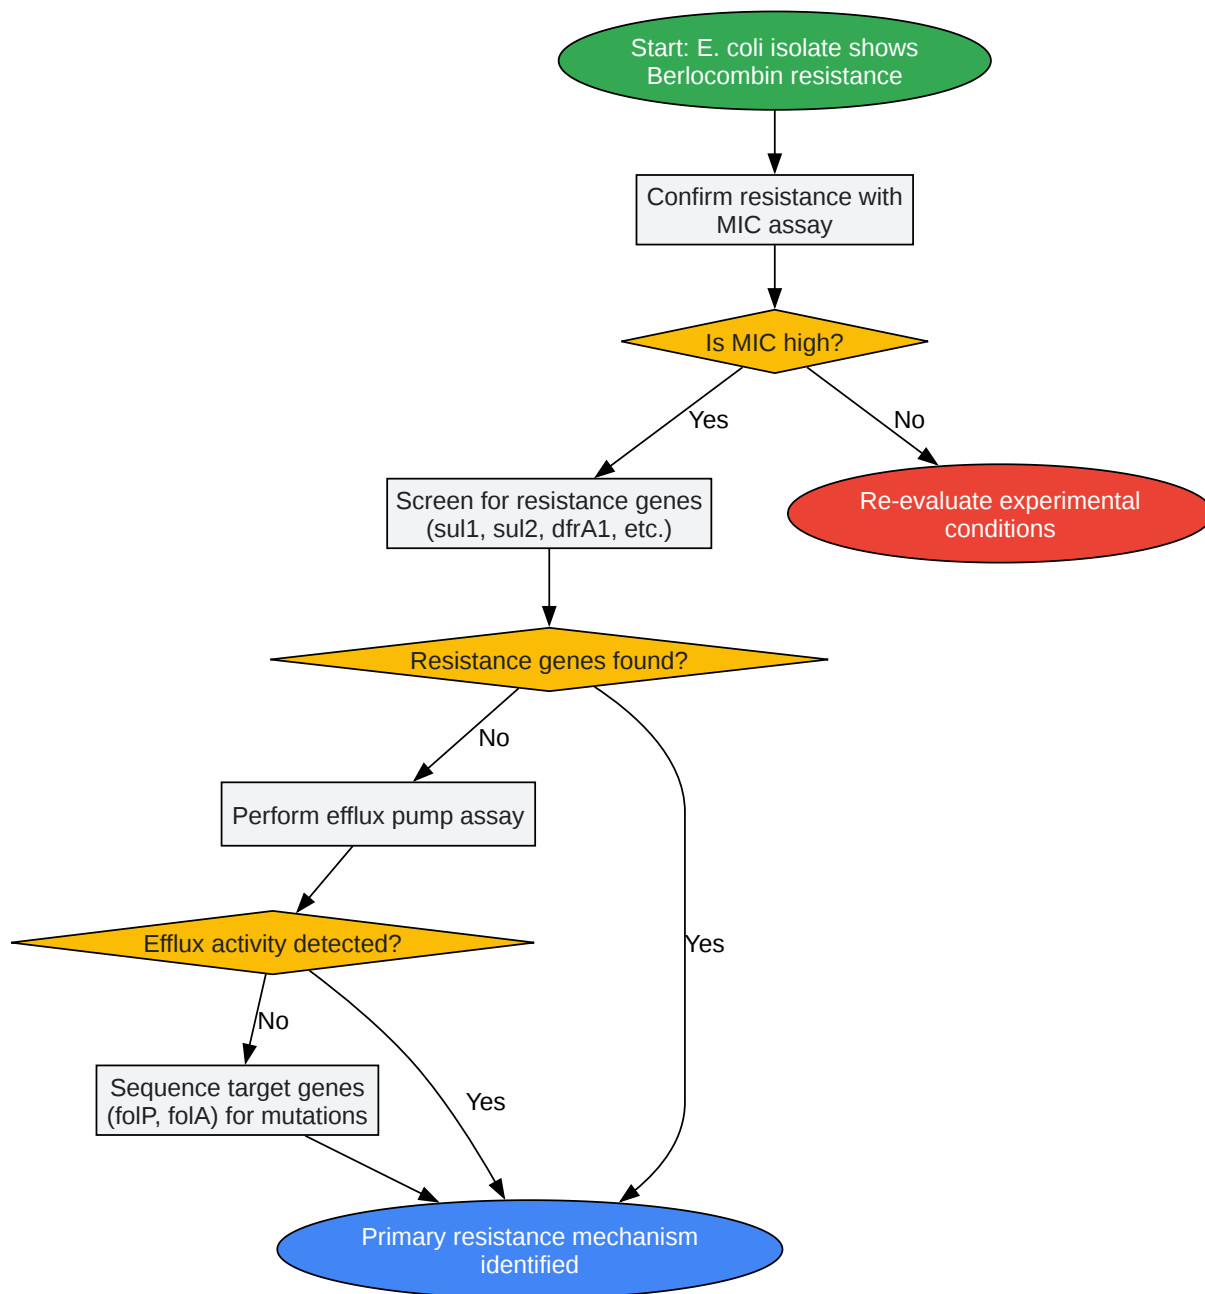 Start: E. coli isolate shows
Berlocombin resistance
Confirm resistance with
MIC assay
Is MIC high?
Yes
No
Screen for resistance genes
(sul1, sul2, dfrA1, etc.)
Re-evaluate experimental
conditions
Resistance genes found?
No
Perform efflux pump assay
Yes
Efflux activity detected?
No
Sequence target genes
(folP, folA) for mutations
Yes
Primary resistance mechanism
identified